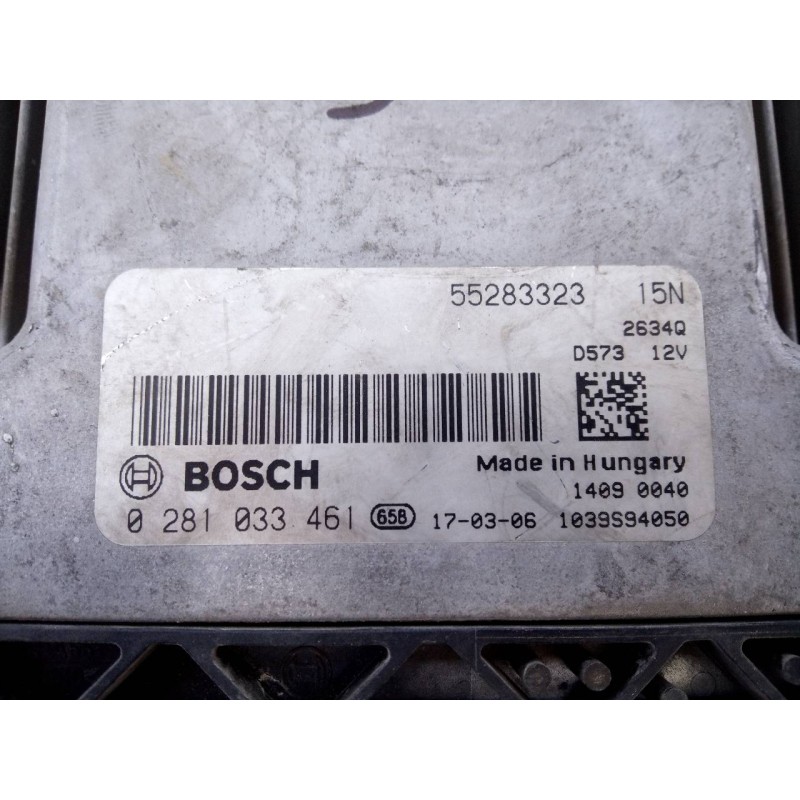 55283323 15N
2634Q
D573 12V
BOSCH
Made in Hungary
1409 0040
0 281 033 461 65B 17-03-06 1039S94050